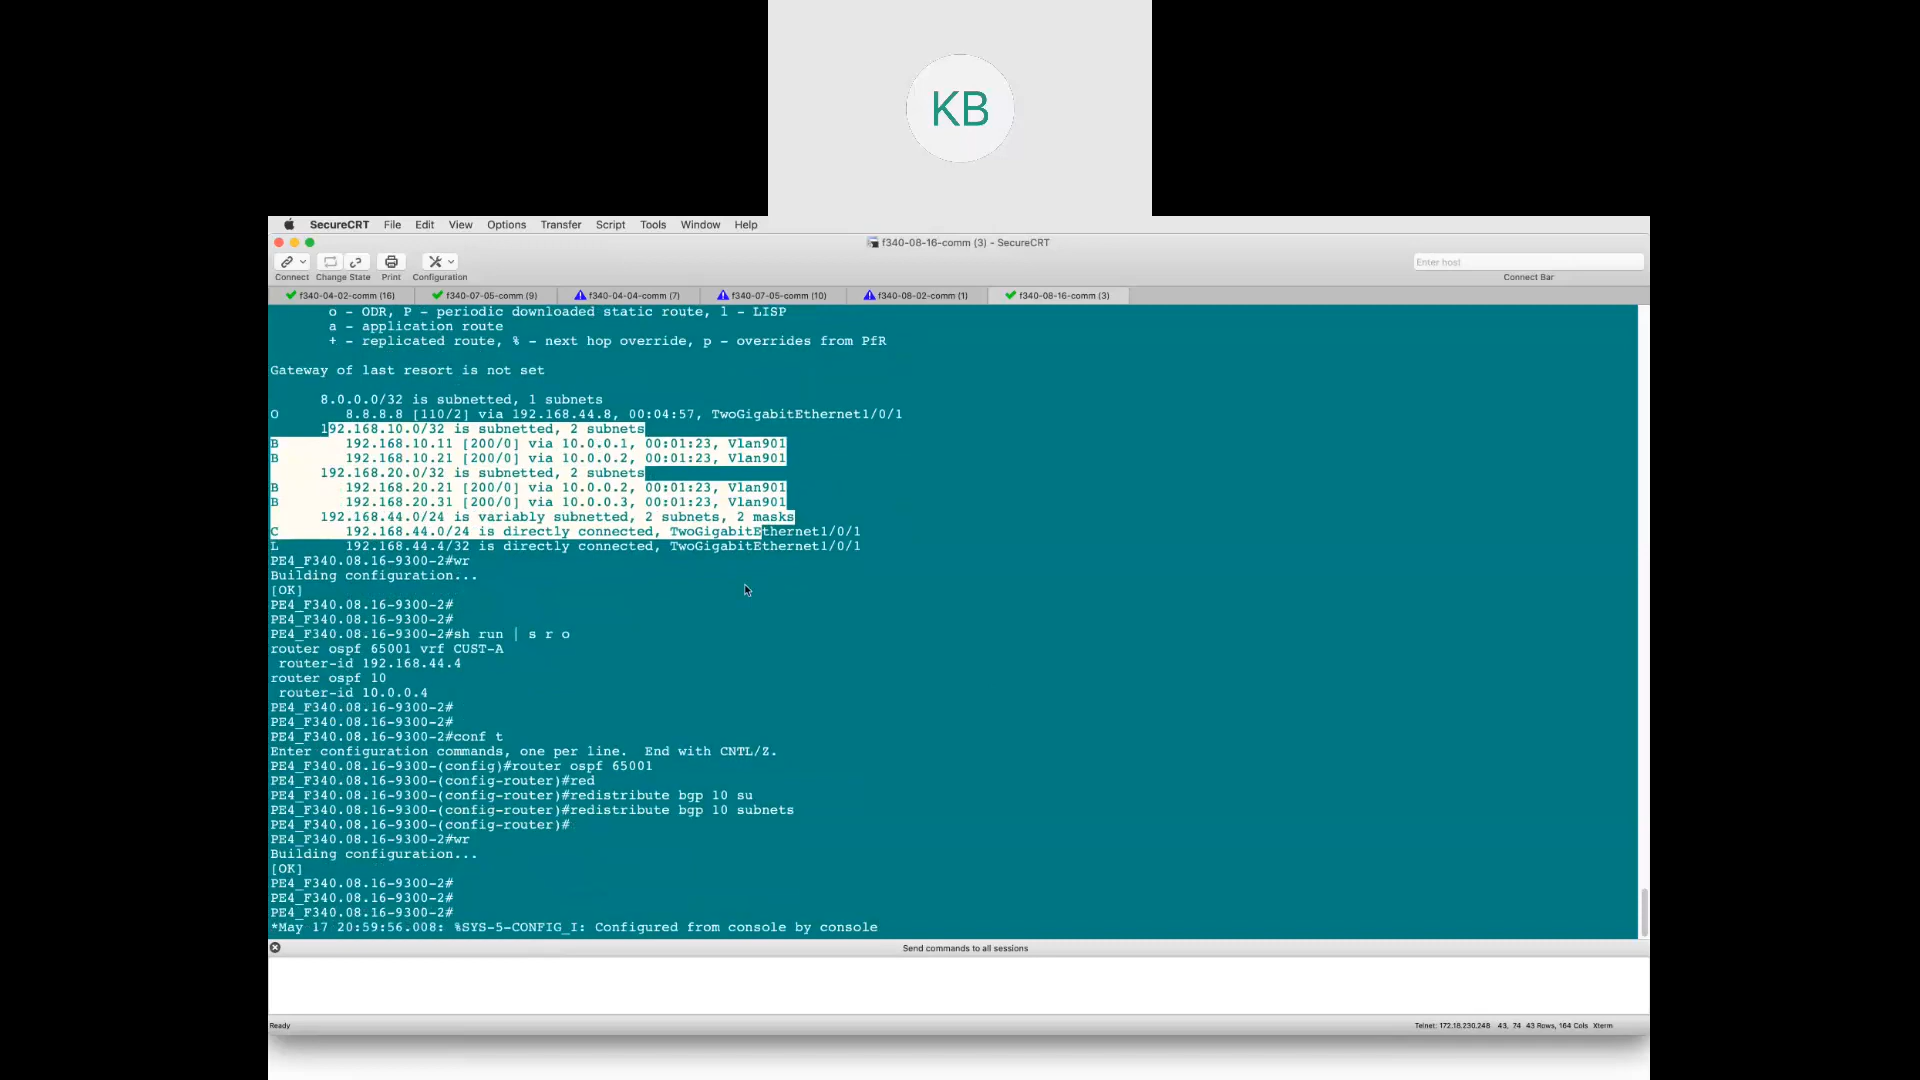 KB
SecureCRT File Edit View Options Transfer Script Tools Window Help
f340-08-16-comm (3) - SecureCRT
Enter host
Connect Change State Print Configuration Connect Bar
f340-04-02-comm (16) f340-07-05-comm (9) f340-04-04-comm (7) f340-07-05-comm (10) f340-08-02-comm (1) f340-08-16-comm (3)
o - ODR, P - periodic downloaded static route, l - LISP
a - application route
+ - replicated route, % - next hop override, p - overrides from PfR
Gateway of last resort is not set
8.0.0.0/32 is subnetted, 1 subnets
O 8.8.8.8 [110/2] via 192.168.44.8, 00:04:57, TwoGigabitEthernet1/0/1
192.168.10.0/32 is subnetted, 2 subnets
B 192.168.10.11 [200/0] via 10.0.0.1, 00:01:23, Vlan901
B 192.168.10.21 [200/0] via 10.0.0.2, 00:01:23, Vlan901
192.168.20.0/32 is subnetted, 2 subnets
B 192.168.20.21 [200/0] via 10.0.0.2, 00:01:23, Vlan901
B 192.168.20.31 [200/0] via 10.0.0.3, 00:01:23, Vlan901
192.168.44.0/24 is variably subnetted, 2 subnets, 2 masks
C 192.168.44.0/24 is directly connected, TwoGigabitEthernet1/0/1
L 192.168.44.4/32 is directly connected, TwoGigabitEthernet1/0/1
PE4_F340.08.16-9300-2#wr
Building configuration...
[OK]
PE4_F340.08.16-9300-2#
PE4_F340.08.16-9300-2#
PE4_F340.08.16-9300-2#sh run | s r o
router ospf 65001 vrf CUST-A
router-id 192.168.44.4
router ospf 10
router-id 10.0.0.4
PE4_F340.08.16-9300-2#
PE4_F340.08.16-9300-2#
PE4_F340.08.16-9300-2#conf t
Enter configuration commands, one per line. End with CNTL/Z.
PE4_F340.08.16-9300-(config)#router ospf 65001
PE4_F340.08.16-9300-(config-router)#red
PE4_F340.08.16-9300-(config-router)#redistribute bgp 10 su
PE4_F340.08.16-9300-(config-router)#redistribute bgp 10 subnets
PE4_F340.08.16-9300-(config-router)#
PE4_F340.08.16-9300-2#wr
Building configuration...
[OK]
PE4_F340.08.16-9300-2#
PE4_F340.08.16-9300-2#
PE4_F340.08.16-9300-2#
*May 17 20:59:56.008: %SYS-5-CONFIG_I: Configured from console by console
Send commands to all sessions
Ready Telnet: 172.18.230.248 43, 74 43 Rows, 164 Cols Xterm